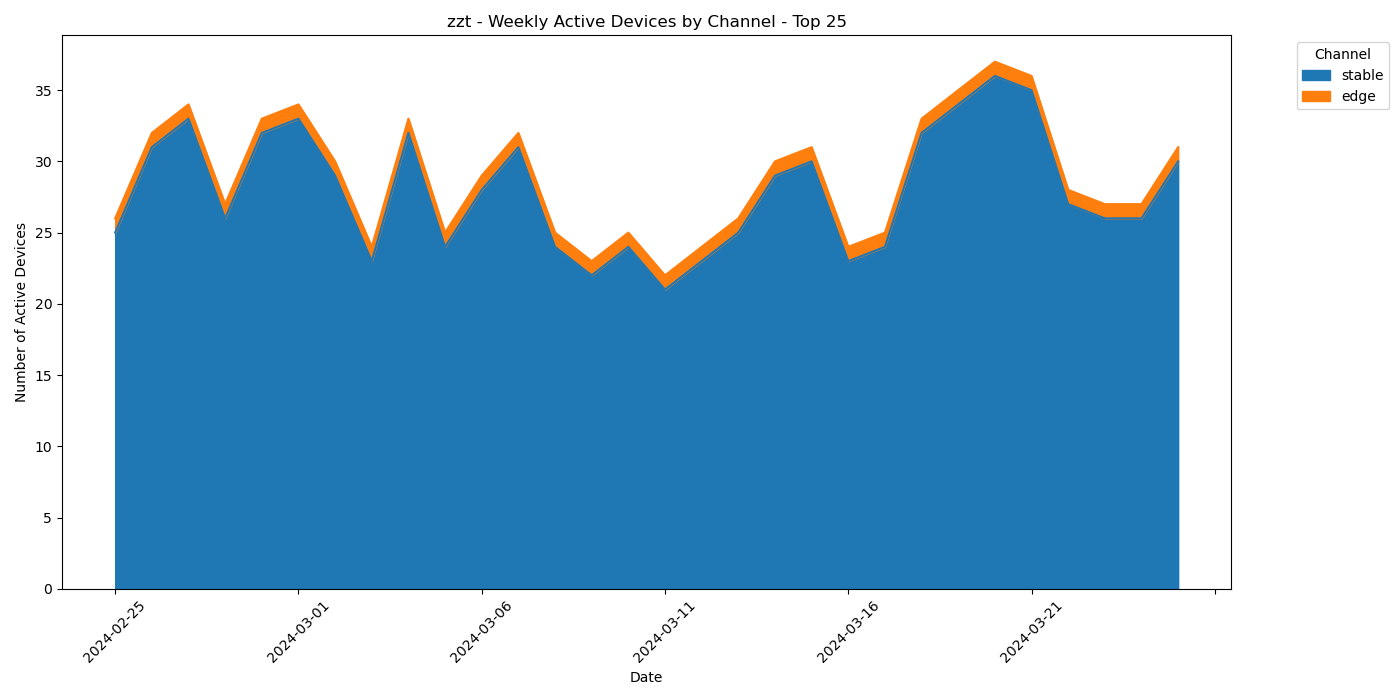 zzt - Weekly Active Devices by Channel - Top 25
Channel
stable
edge
Number of Active Devices
35
30
25
20
15
10
5
0
2024-02-25
2024-03-01
2024-03-06
2024-03-11
2024-03-16
2024-03-21
Date